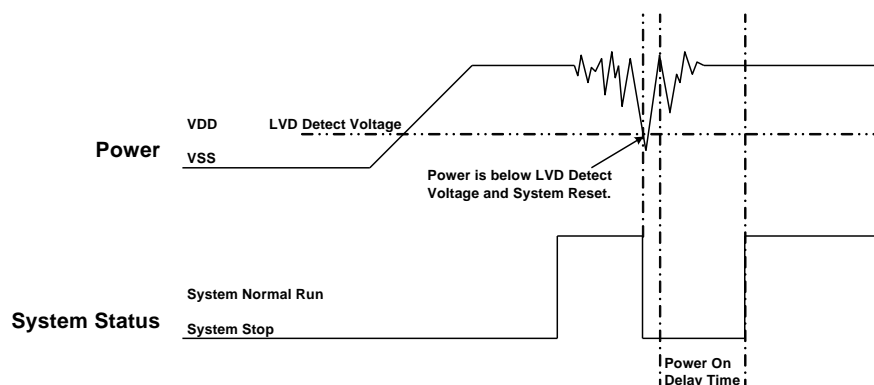 VDD
LVD Detect Voltage
Power
VSS
Power is below LVD Detect
Voltage and System Reset.
System Normal Run
System Status
System Stop
Power On
Delay Time